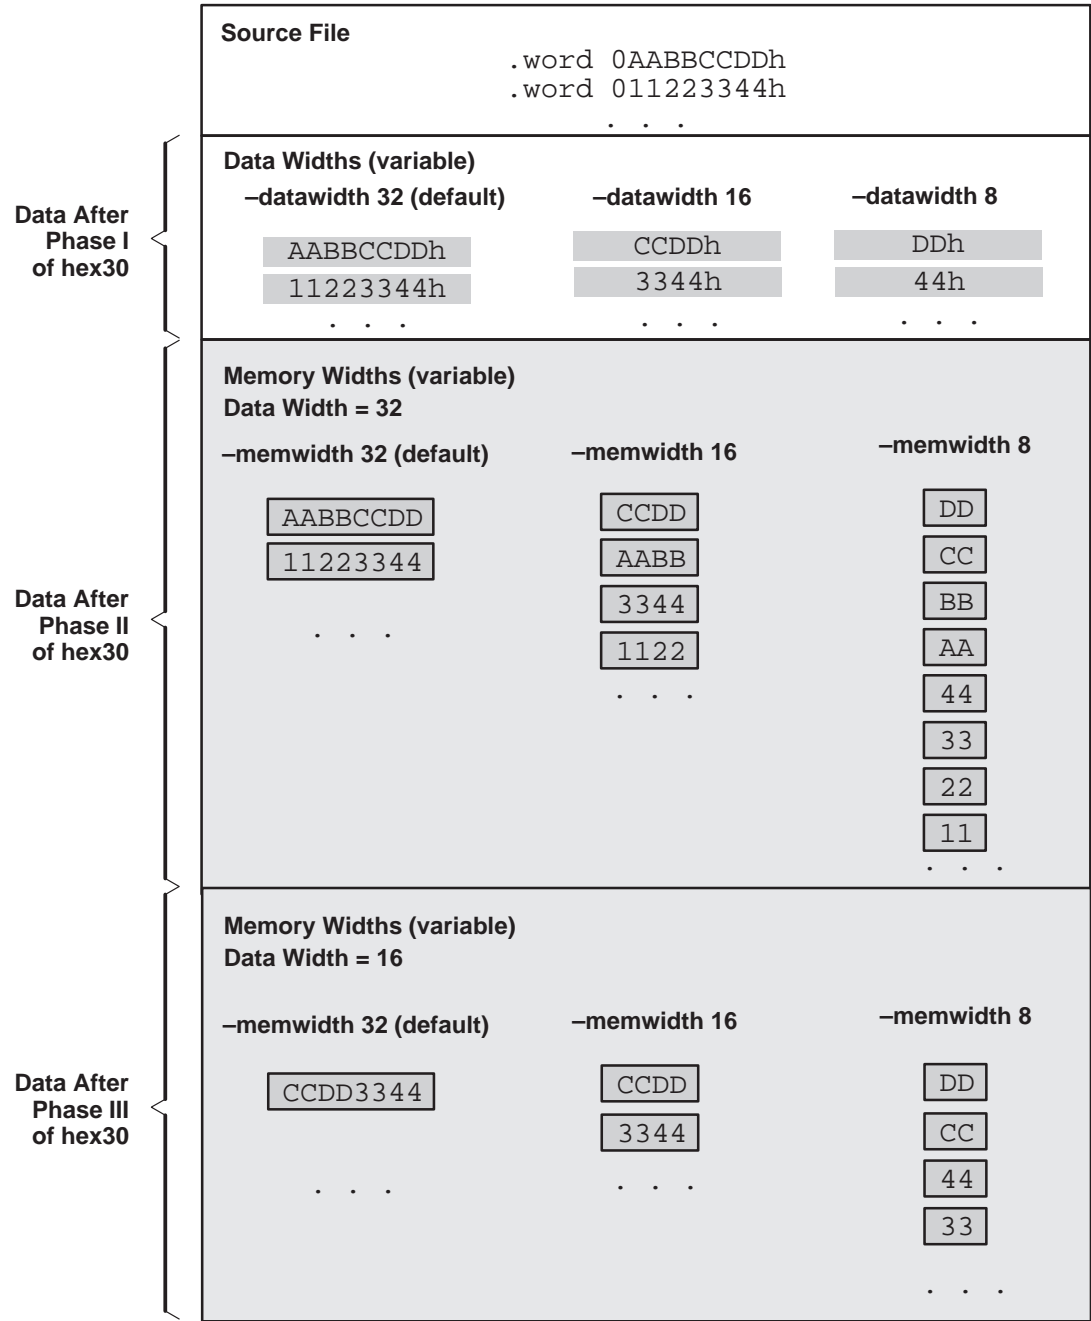 Source File
.word 0AABBCCDDh
.word 011223344h
. . .
Data After
Phase I
of hex30
Data Widths (variable)
–datawidth 32 (default)
AABBCCDDh
11223344h
. . .
–datawidth 16
CCDDh
3344h
. . .
–datawidth 8
DDh
44h
. . .
Data After
Phase II
of hex30
Memory Widths (variable)
Data Width = 32
–memwidth 32 (default)
AABBCCDD
11223344
. . .
–memwidth 16
CCDD
AABB
3344
1122
. . .
–memwidth 8
DD
CC
BB
AA
44
33
22
11
. . .
Data After
Phase III
of hex30
Memory Widths (variable)
Data Width = 16
–memwidth 32 (default)
CCDD3344
. . .
–memwidth 16
CCDD
3344
. . .
–memwidth 8
DD
CC
44
33
. . .